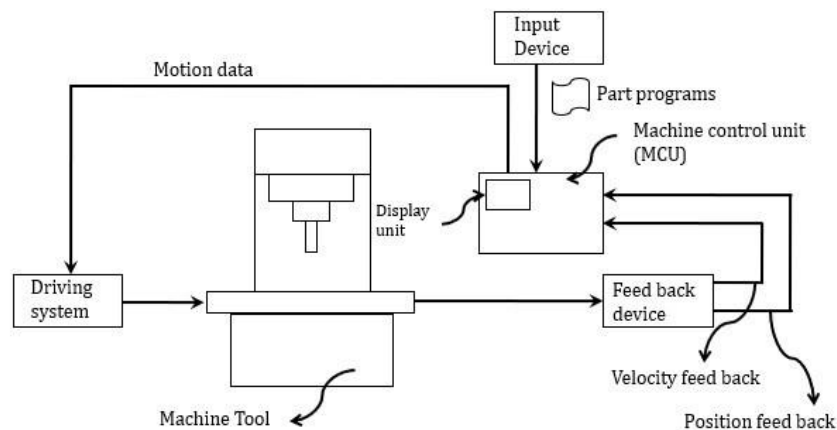 Input
Device
Motion data
Part programs
Machine control unit
(MCU)
Display
unit
Driving
system
Feed back
device
Velocity feed back
Machine Tool
Position feed back